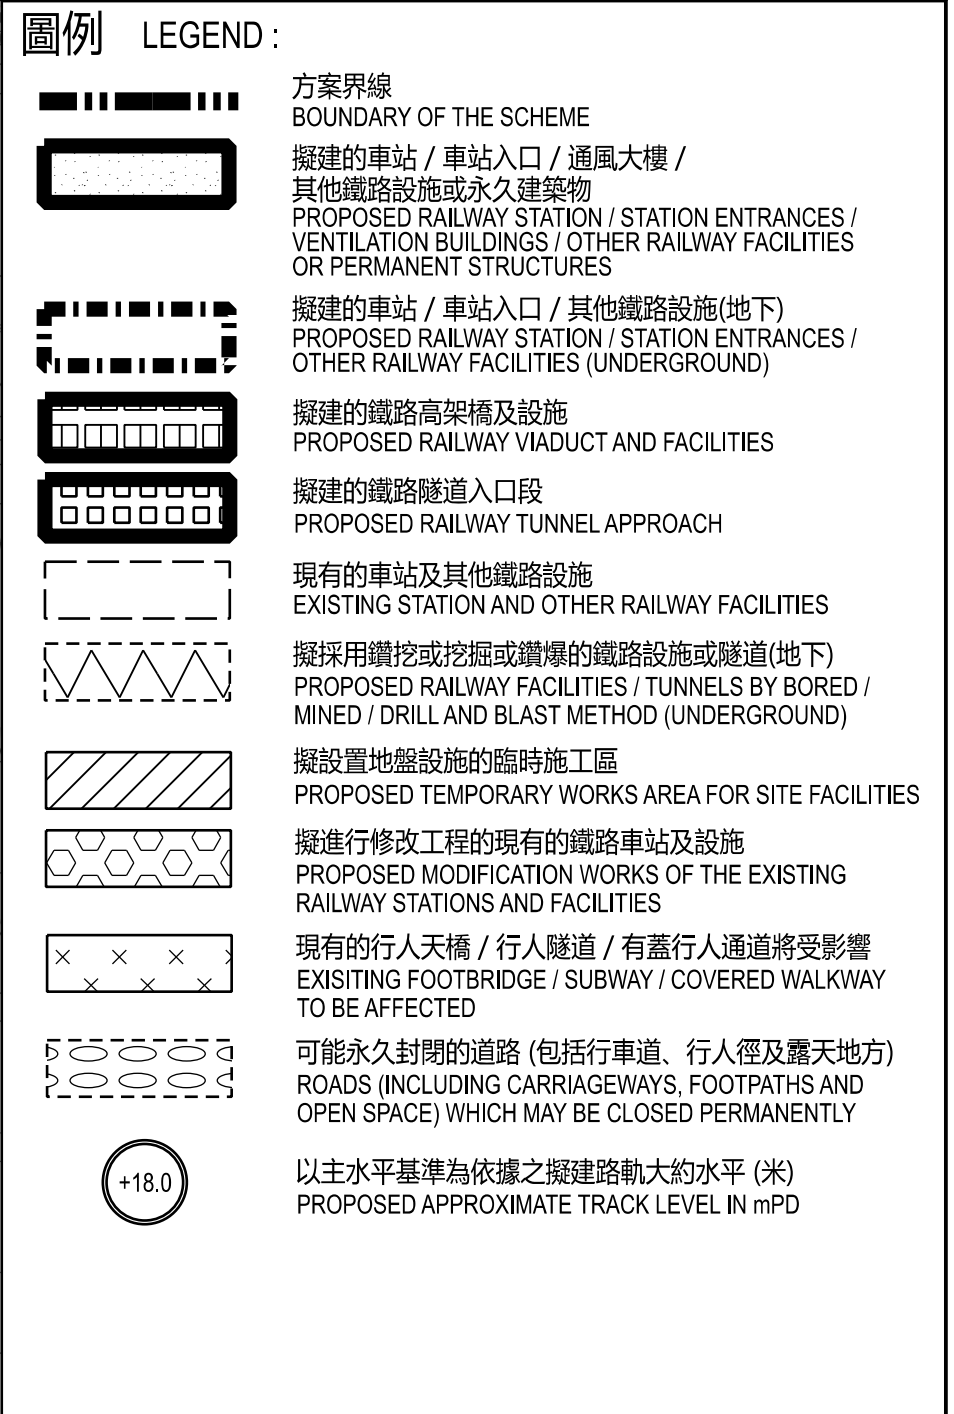 圖例 LEGEND :
方案界線
BOUNDARY OF THE SCHEME
擬建的車站 / 車站入口 / 通風大樓 /
其他鐵路設施或永久建築物
PROPOSED RAILWAY STATION / STATION ENTRANCES /
VENTILATION BUILDINGS / OTHER RAILWAY FACILITIES
OR PERMANENT STRUCTURES
擬建的車站 / 車站入口 / 其他鐵路設施(地下)
PROPOSED RAILWAY STATION / STATION ENTRANCES /
OTHER RAILWAY FACILITIES (UNDERGROUND)
擬建的鐵路高架橋及設施
PROPOSED RAILWAY VIADUCT AND FACILITIES
擬建的鐵路隧道入口段
PROPOSED RAILWAY TUNNEL APPROACH
現有的車站及其他鐵路設施
EXISTING STATION AND OTHER RAILWAY FACILITIES
擬採用鑽挖或挖掘或鑽爆的鐵路設施或隧道(地下)
PROPOSED RAILWAY FACILITIES / TUNNELS BY BORED /
MINED / DRILL AND BLAST METHOD (UNDERGROUND)
擬設置地盤設施的臨時施工區
PROPOSED TEMPORARY WORKS AREA FOR SITE FACILITIES
擬進行修改工程的現有的鐵路車站及設施
PROPOSED MODIFICATION WORKS OF THE EXISTING
RAILWAY STATIONS AND FACILITIES
現有的行人天橋 / 行人隧道 / 有蓋行人通道將受影響
EXISITING FOOTBRIDGE / SUBWAY / COVERED WALKWAY
TO BE AFFECTED
可能永久封閉的道路 (包括行車道、行人徑及露天地方)
ROADS (INCLUDING CARRIAGEWAYS, FOOTPATHS AND
OPEN SPACE) WHICH MAY BE CLOSED PERMANENTLY
+18.0
以主水平基準為依據之擬建路軌大約水平 (米)
PROPOSED APPROXIMATE TRACK LEVEL IN mPD